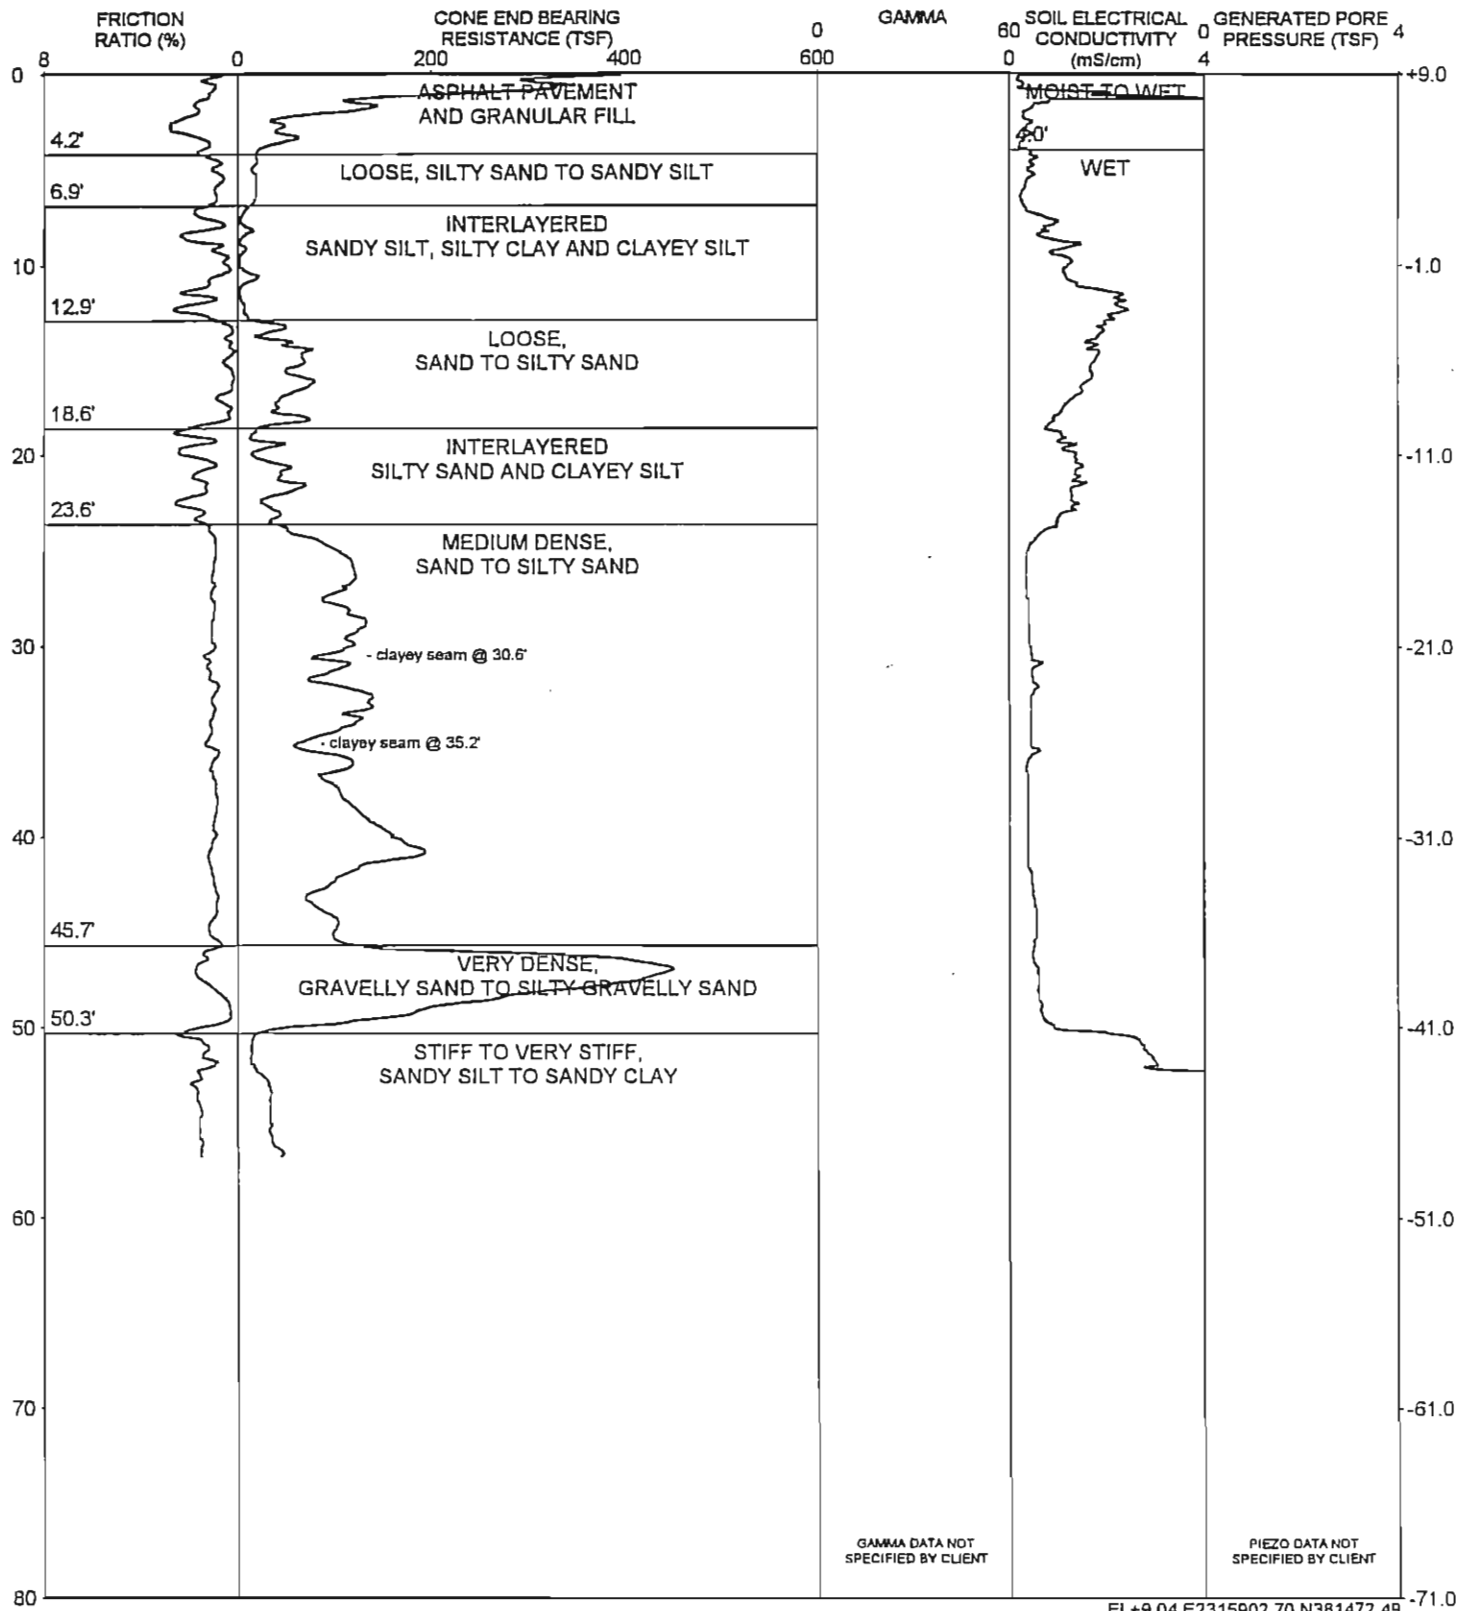 FRICTION
RATIO (%)
8
0
CONE END BEARING
RESISTANCE (TSF)
200
400
600
GAMMA
0
60
SOIL ELECTRICAL
CONDUCTIVITY
(mS/cm)
0
4
GENERATED PORE
PRESSURE (TSF)
0
4
0
10
20
30
40
50
60
70
80
4.2'
6.9'
12.9'
18.6'
23.6'
45.7'
50.3'
ASPHALT PAVEMENT
AND GRANULAR FILL
LOOSE, SILTY SAND TO SANDY SILT
INTERLAYERED
SANDY SILT, SILTY CLAY AND CLAYEY SILT
LOOSE,
SAND TO SILTY SAND
INTERLAYERED
SILTY SAND AND CLAYEY SILT
MEDIUM DENSE,
SAND TO SILTY SAND
- clayey seam @ 30.6'
- clayey seam @ 35.2'
VERY DENSE,
GRAVELLY SAND TO SILTY GRAVELLY SAND
STIFF TO VERY STIFF,
SANDY SILT TO SANDY CLAY
GAMMA DATA NOT
SPECIFIED BY CLIENT
MOIST TO WET
4.0'
WET
PIEZO DATA NOT
SPECIFIED BY CLIENT
+9.0
-1.0
-11.0
-21.0
-31.0
-41.0
-51.0
-61.0
-71.0
EL+9.04 E2315902.70 N381472.49